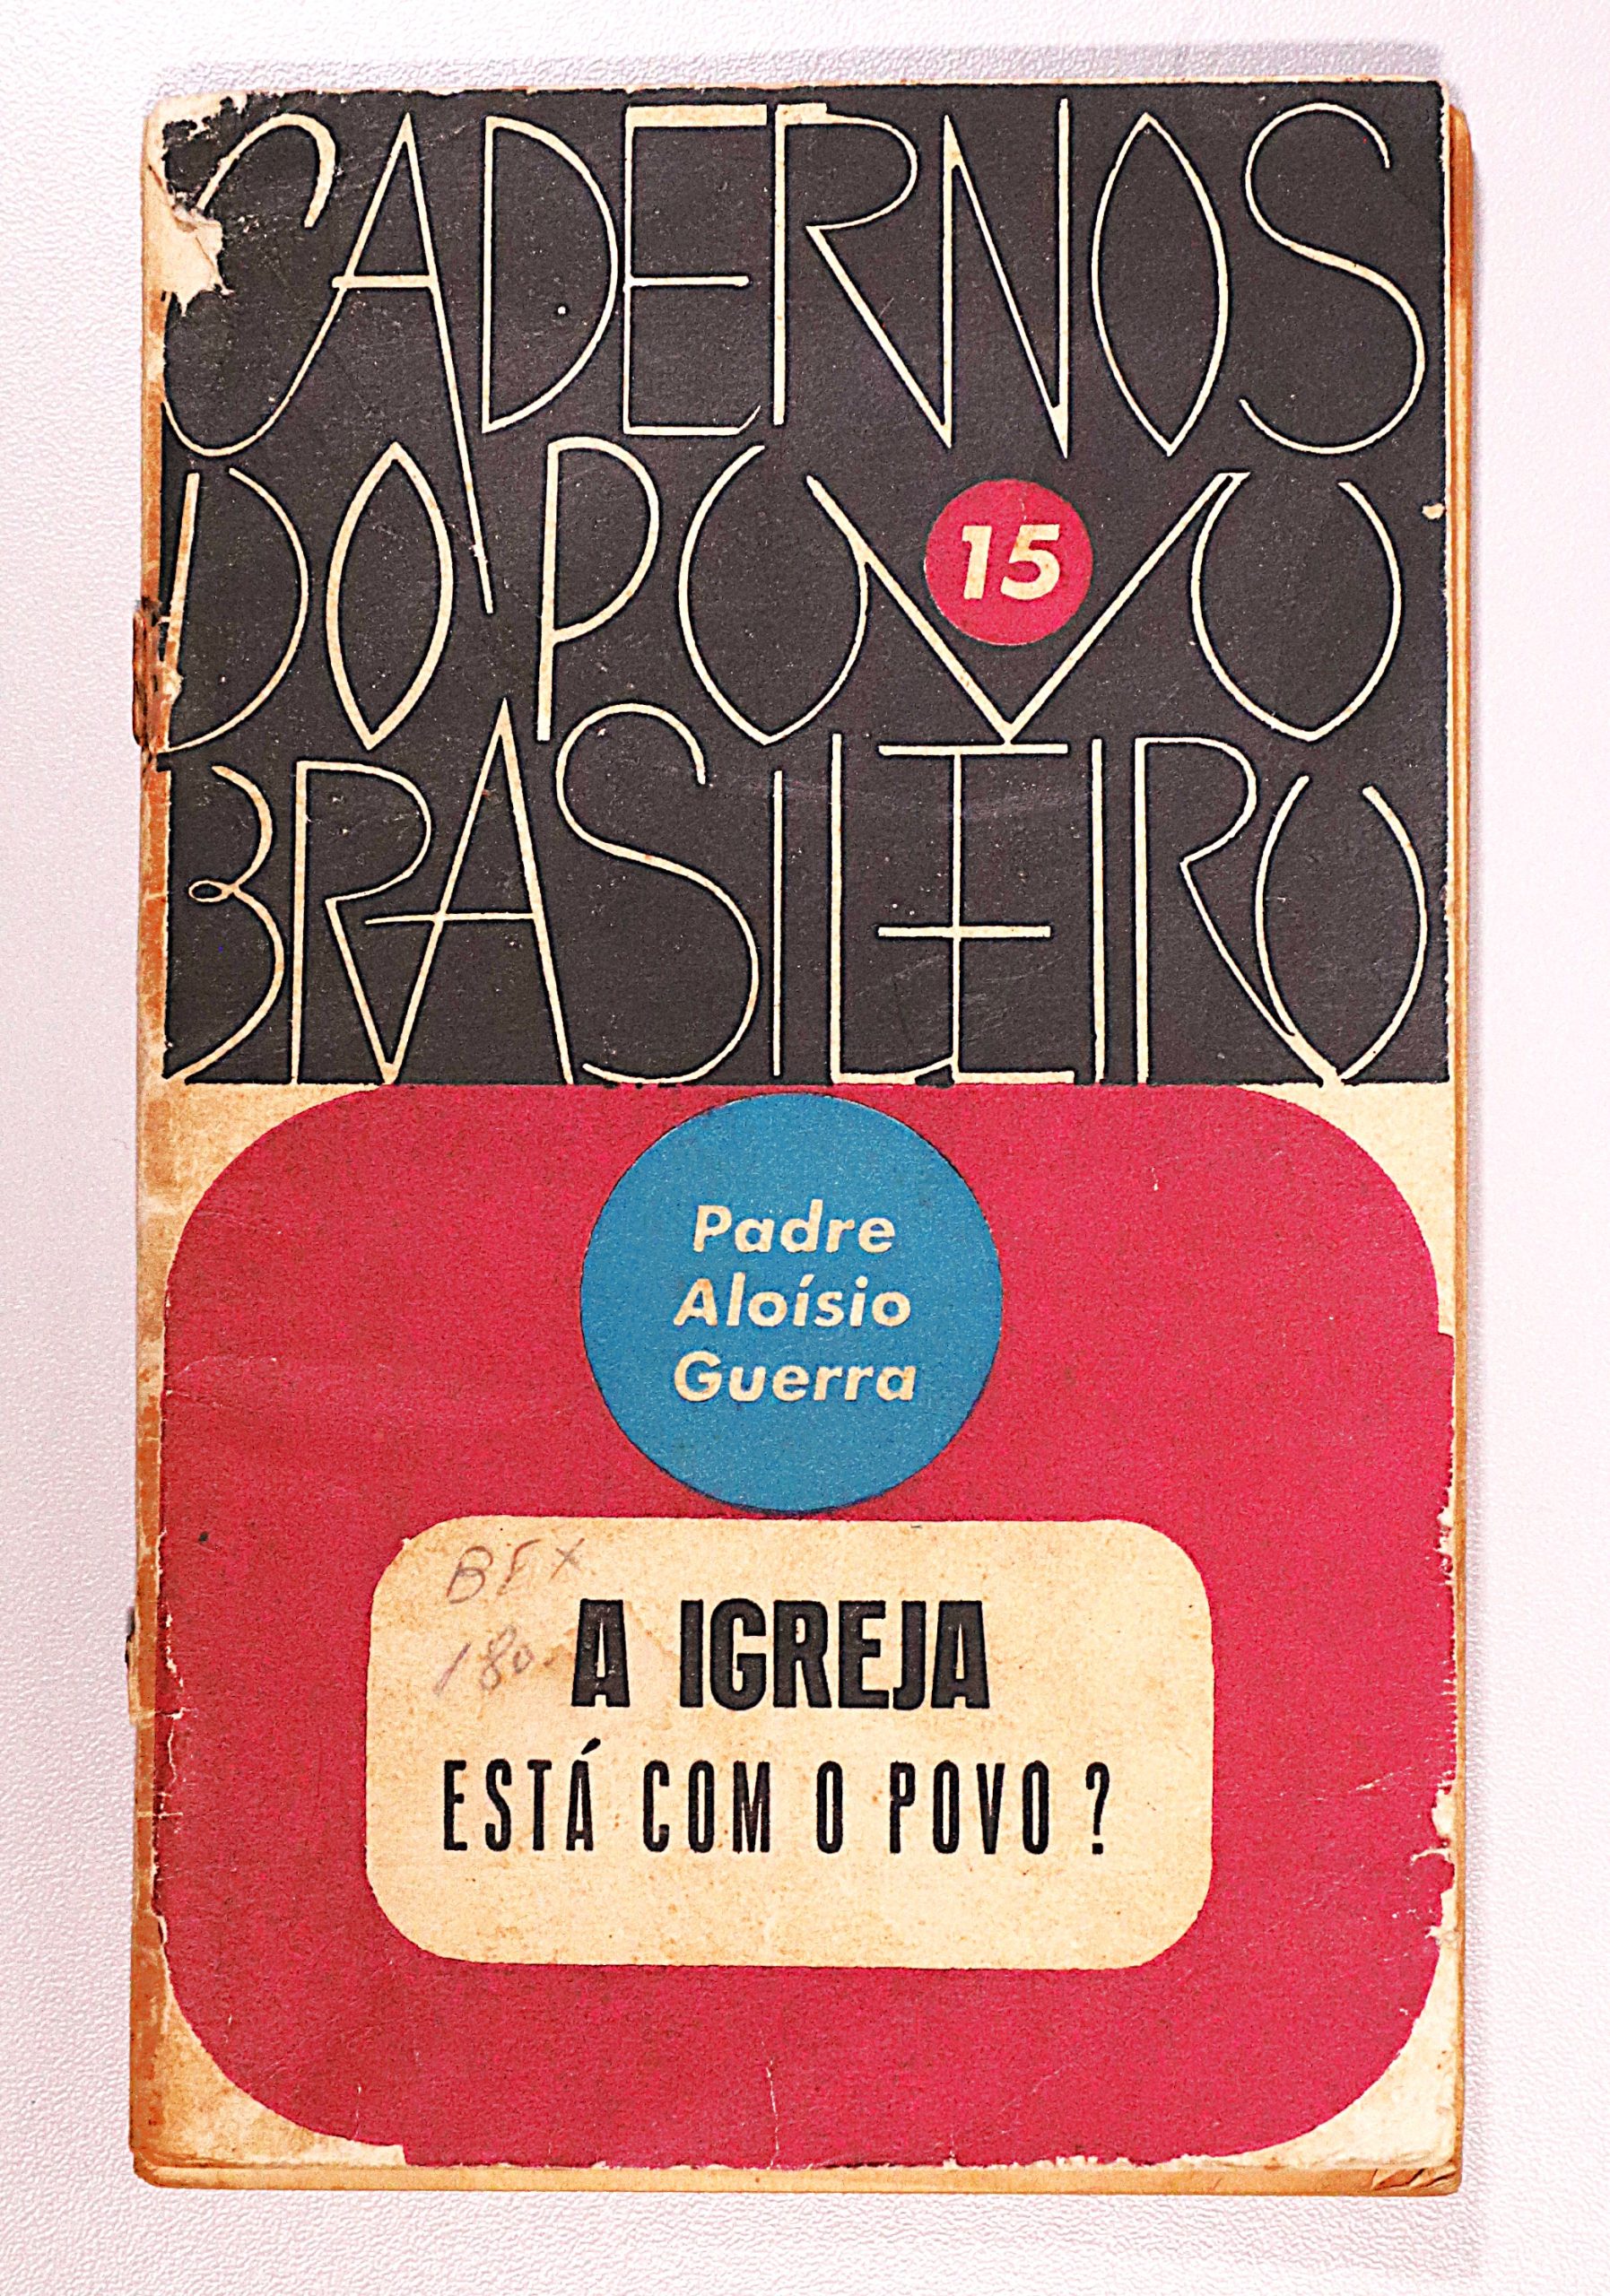 CADERNOS
DO POVO
15
BRASILEIRO
Padre
Aloísio
Guerra
BEX
180
A IGREJA
ESTÁ COM O POVO?